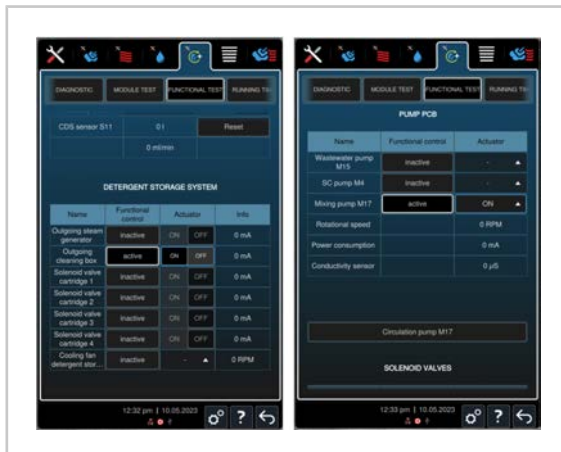 DIAGNOSTIC MODULE TEST FUNCTIONAL TEST RUNNING TI
CDS sensor S11 0 l Reset
0 ml/min
DETERGENT STORAGE SYSTEM
Name Functional control Actuator Info
Outgoing steam generator inactive ON OFF 0 mA
Outgoing cleaning box active ON OFF 0 mA
Solenoid valve cartridge 1 inactive ON OFF 0 mA
Solenoid valve cartridge 2 inactive ON OFF 0 mA
Solenoid valve cartridge 3 inactive ON OFF 0 mA
Solenoid valve cartridge 4 inactive ON OFF 0 mA
Cooling fan detergent stor... inactive - 0 RPM
12:32 pm | 10.05.2023
?
DIAGNOSTIC MODULE TEST FUNCTIONAL TEST RUNNING TI
PUMP PCB
Name Functional control Actuator
Wastewater pump M15 inactive -
SC pump M4 inactive -
Mixing pump M17 active ON
Rotational speed 0 RPM
Power consumption 0 mA
Conductivity sensor 0 µS
Circulation pump M17
SOLENOID VALVES
12:33 pm | 10.05.2023
?